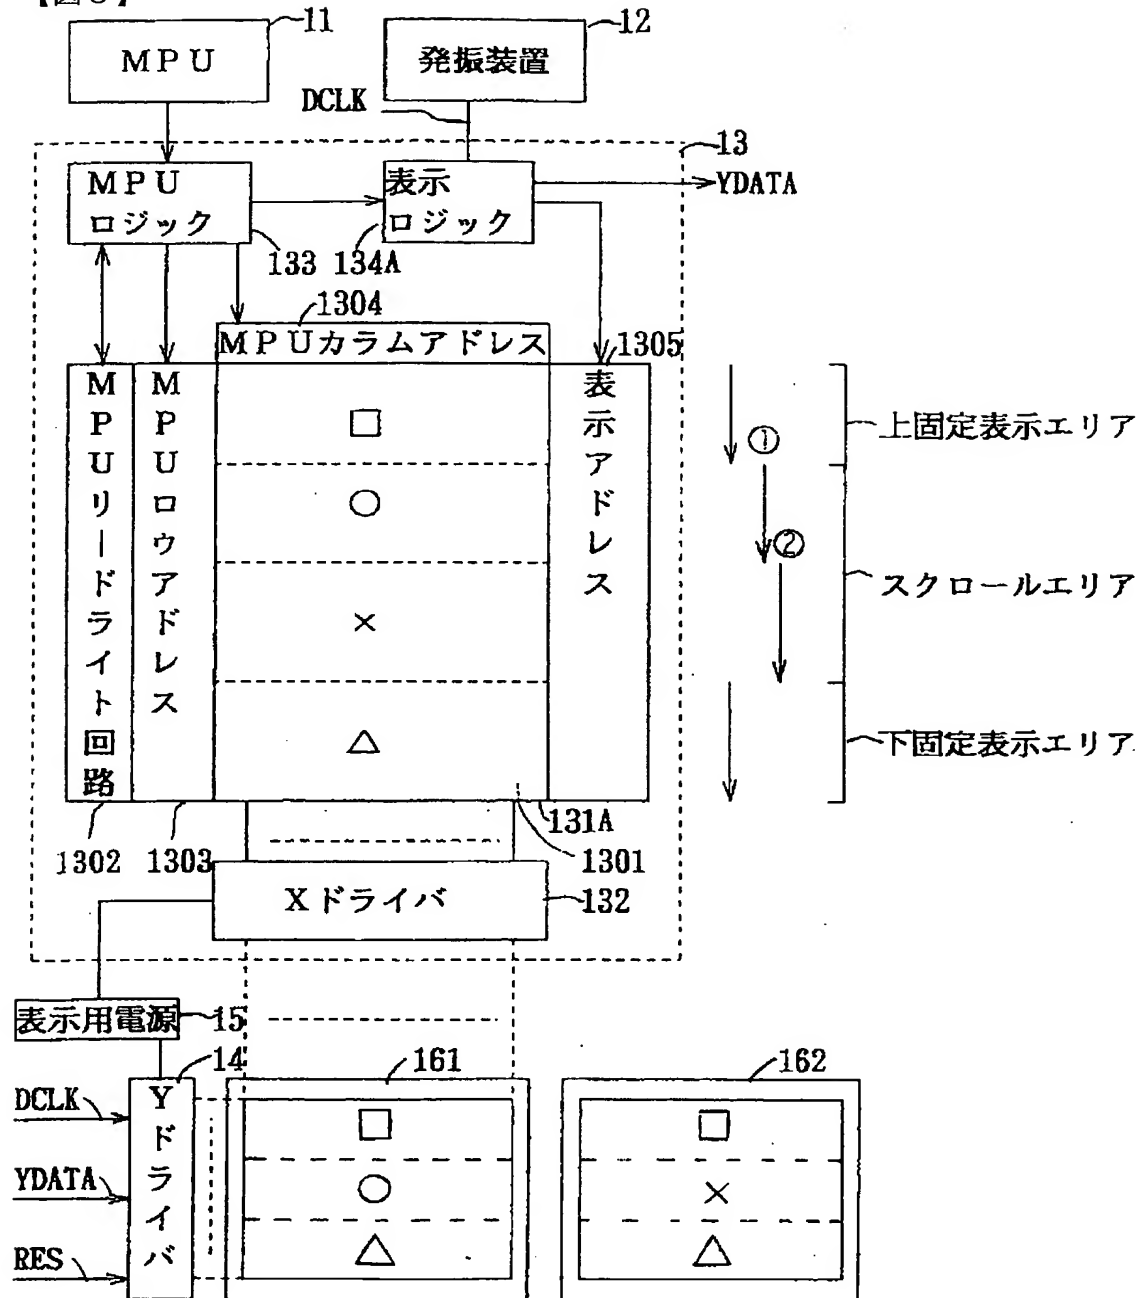 11
12
MPU
発振装置
DCLK
13
YDATA
MPU
ロジック
表示
ロジック
133
134A
1304
MPUカラムアドレス
1305
MPUリードライト回路
MPUロウアドレス
□
○
×
△
表示アドレス
①
②
上固定表示エリア
スクロールエリア
下固定表示エリア
1302
1303
131A
1301
Xドライバ
132
表示用電源
15
14
161
162
DCLK
YDATA
RES
Yドライバ
□
○
△
□
×
△